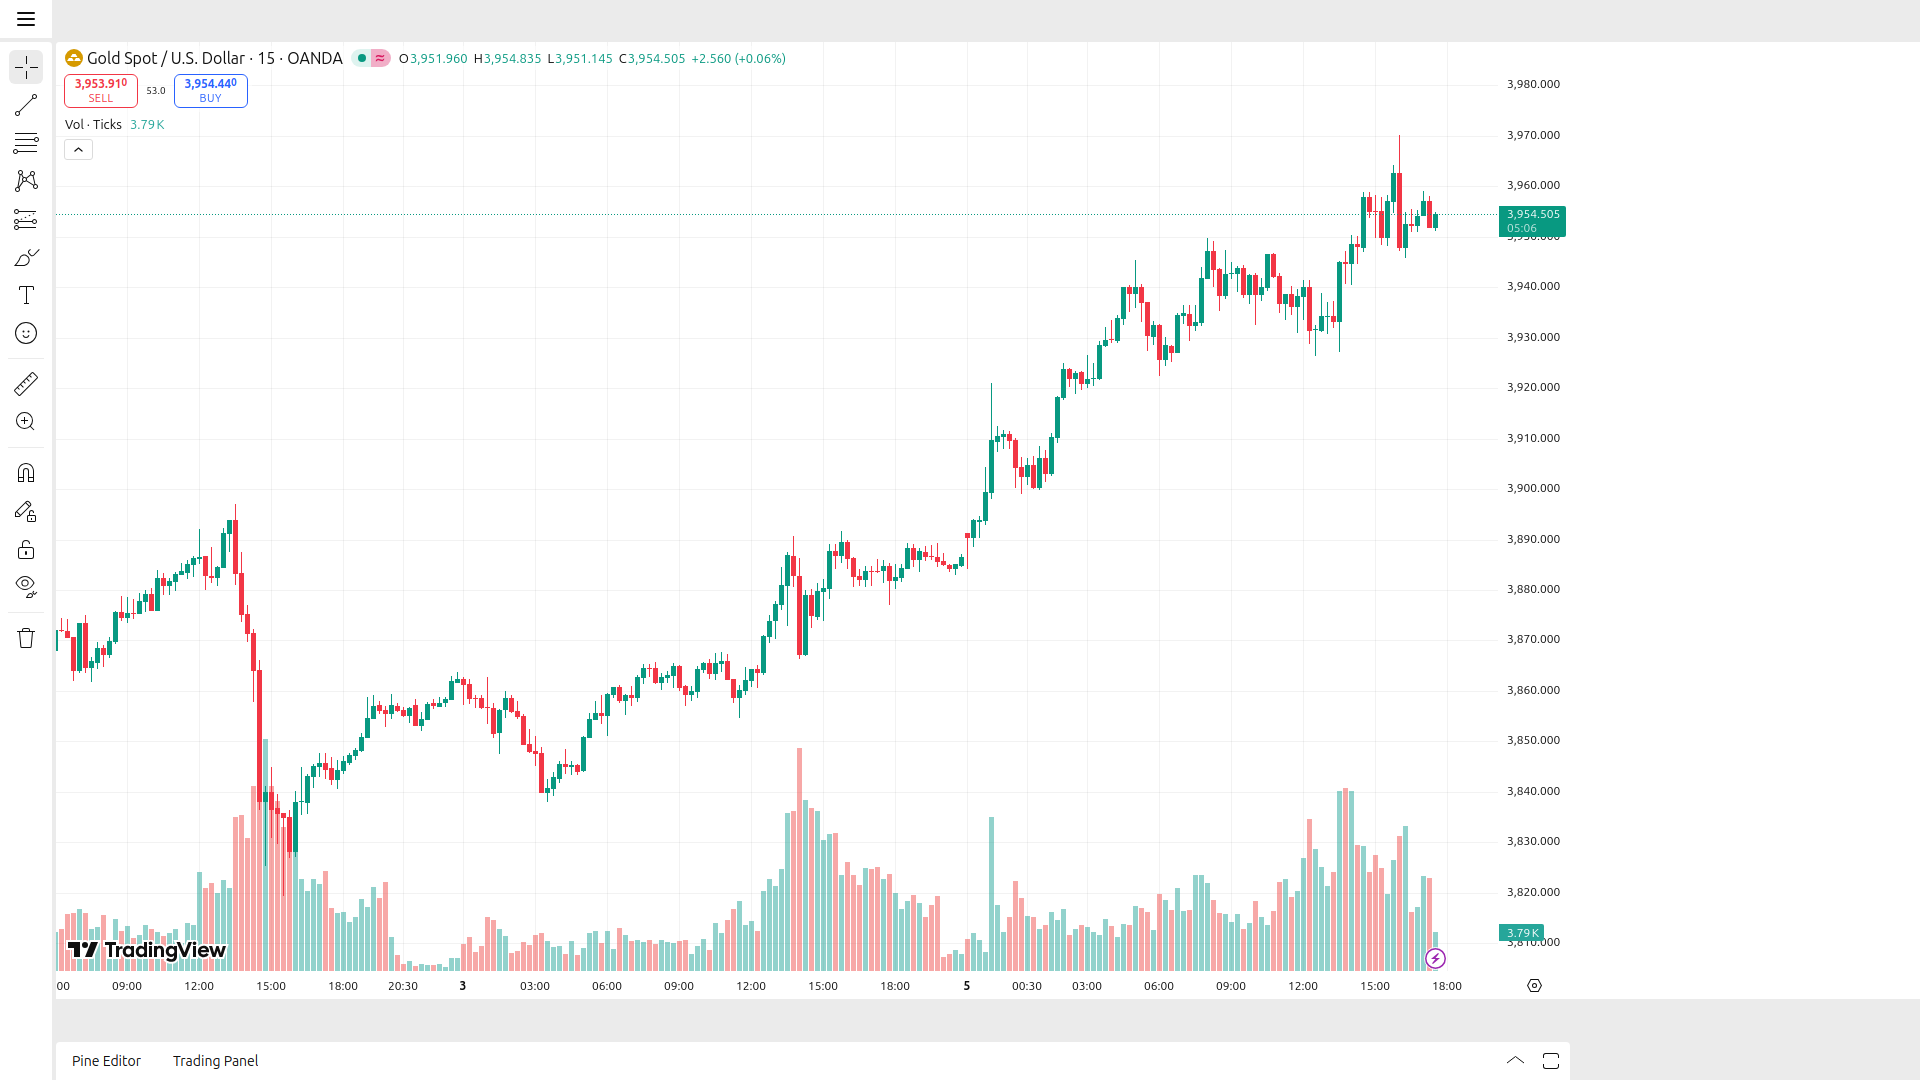 Gold Spot / U.S. Dollar · 15 · OANDA O3,951.960 H3,954.835 L3,951.145 C3,954.505 +2.560 (+0.06%)
3,953.910 SELL 53.0 3,954.440 BUY
Vol · Ticks 3.79 K
3,980.000
3,970.000
3,960.000
3,954.505
05:06
3,950.000
3,940.000
3,930.000
3,920.000
3,910.000
3,900.000
3,890.000
3,880.000
3,870.000
3,860.000
3,850.000
3,840.000
3,830.000
3,820.000
3.79 K
3,810.000
TradingView
00 09:00 12:00 15:00 18:00 20:30 3 03:00 06:00 09:00 12:00 15:00 18:00 5 00:30 03:00 06:00 09:00 12:00 15:00 18:00
Pine Editor Trading Panel